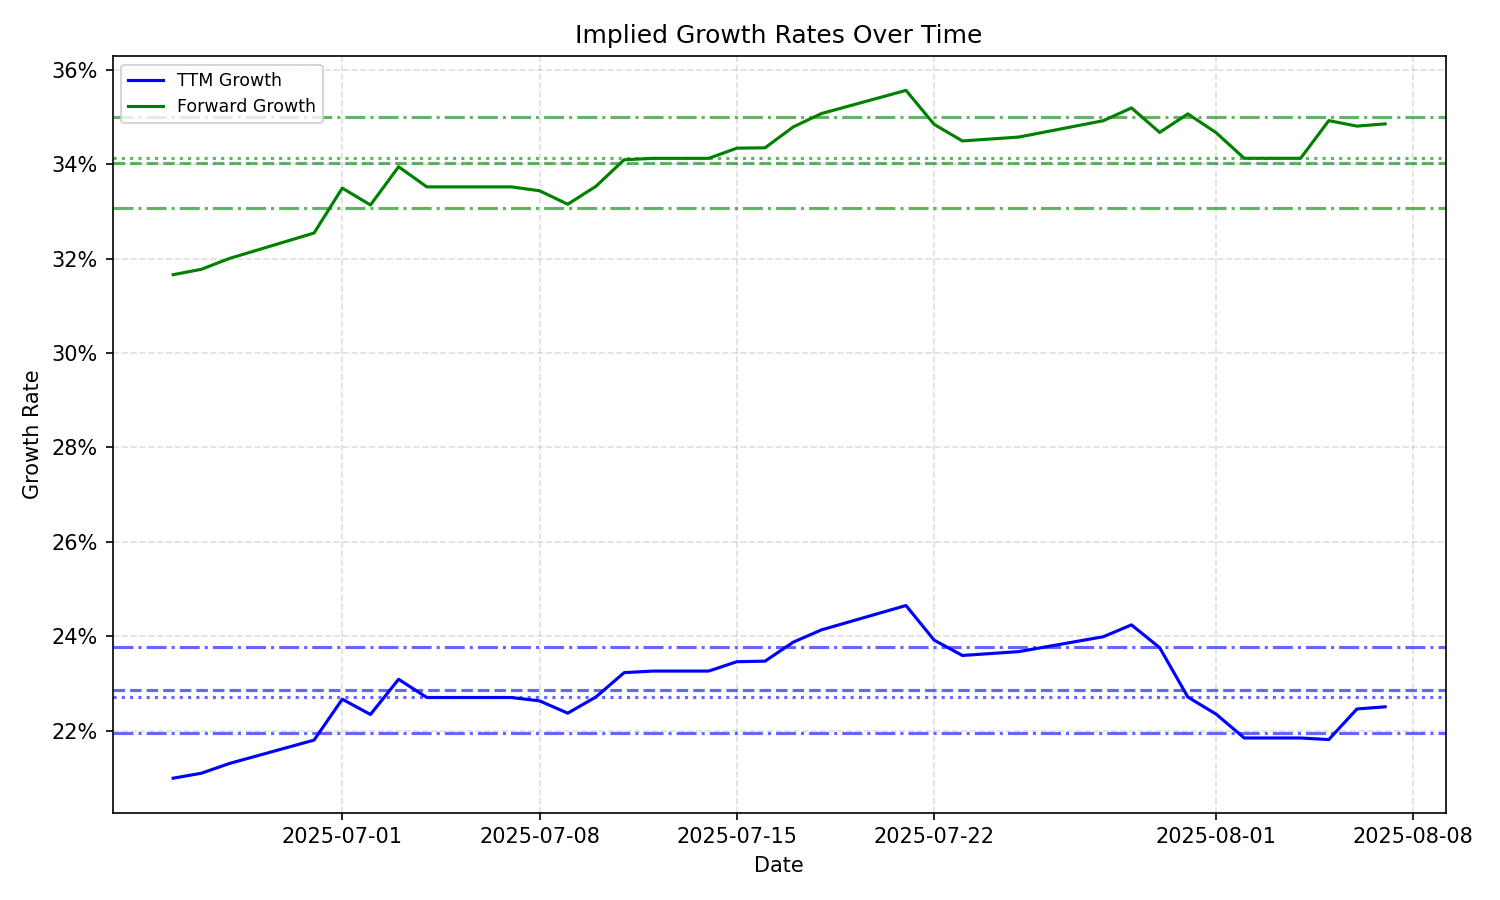 Implied Growth Rates Over Time
TTM Growth
Forward Growth
36%
34%
32%
30%
28%
26%
24%
22%
Growth Rate
2025-07-01
2025-07-08
2025-07-15
2025-07-22
2025-08-01
2025-08-08
Date